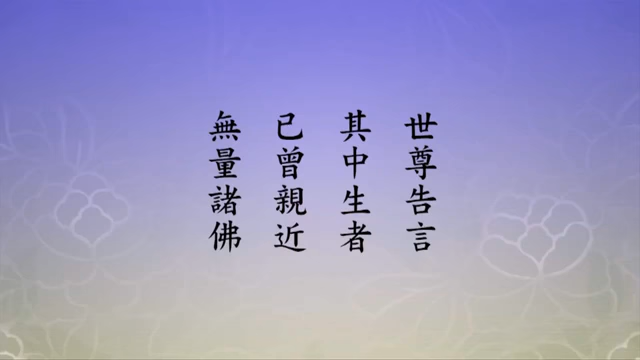 世尊告言
其中生者
已曾親近
無量諸佛